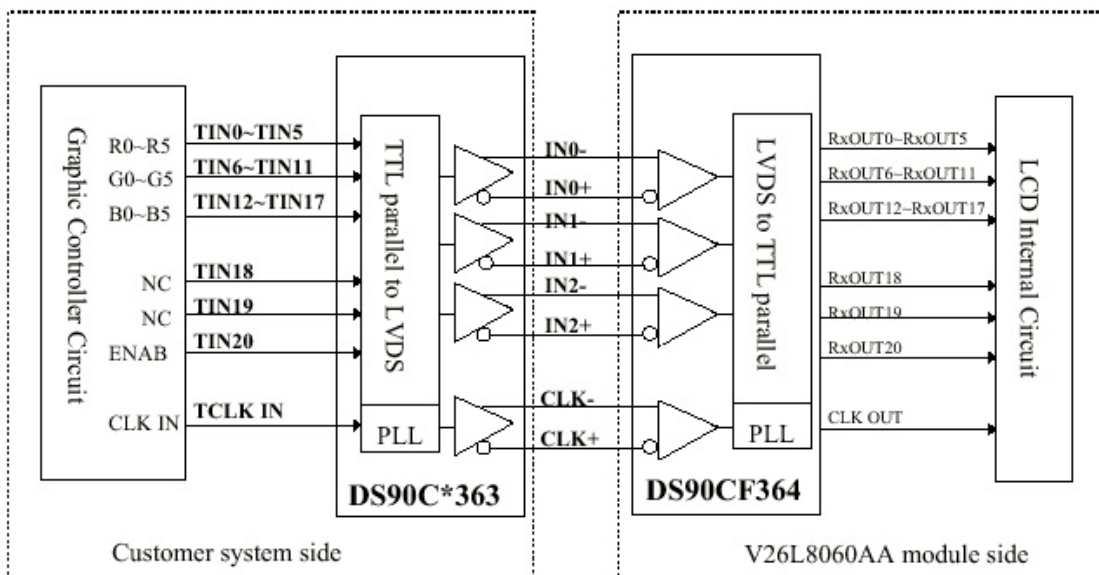 Graphic Controller Circuit
R0~R5
G0~G5
B0~B5
NC
NC
ENAB
CLK IN
TIN0~TIN5
TIN6~TIN11
TIN12~TIN17
TIN18
TIN19
TIN20
TCLK IN
TTL parallel to LVDS
PLL
DS90C*363
IN0-
IN0+
IN1-
IN1+
IN2-
IN2+
CLK-
CLK+
LVDS to TTL parallel
PLL
DS90CF364
RxOUT0~RxOUT5
RxOUT6~RxOUT11
RxOUT12~RxOUT17
RxOUT18
RxOUT19
RxOUT20
CLK OUT
LCD Internal Circuit
Customer system side
V26L8060AA module side